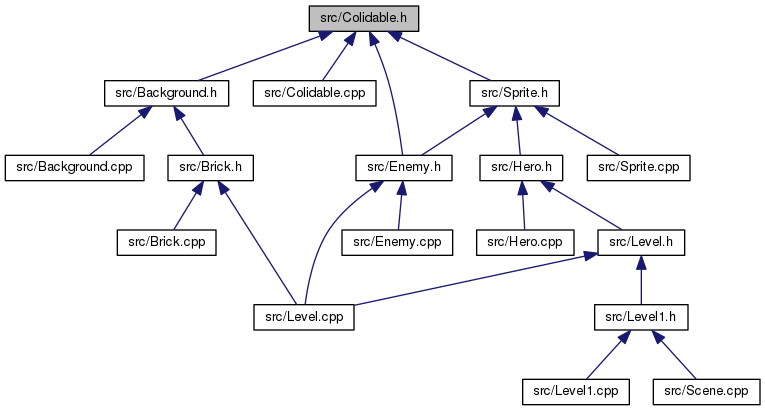 src/Colidable.h
src/Background.h
src/Colidable.cpp
src/Sprite.h
src/Background.cpp
src/Brick.h
src/Enemy.h
src/Hero.h
src/Sprite.cpp
src/Brick.cpp
src/Enemy.cpp
src/Hero.cpp
src/Level.h
src/Level.cpp
src/Level1.h
src/Level1.cpp
src/Scene.cpp